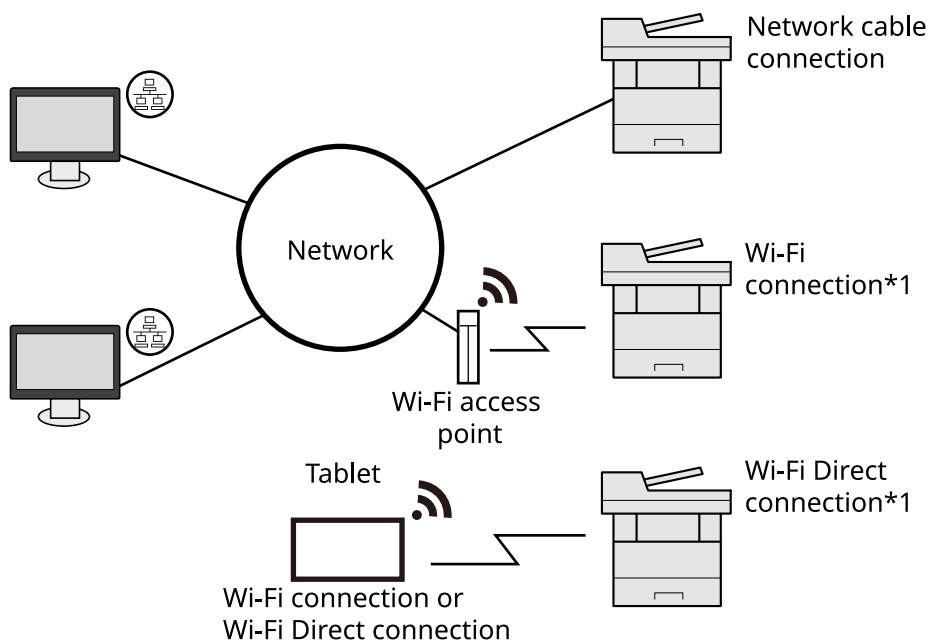 Network cable
connection
Network
Wi-Fi
connection*1
Wi-Fi access
point
Tablet
Wi-Fi Direct
connection*1
Wi-Fi connection or
Wi-Fi Direct connection